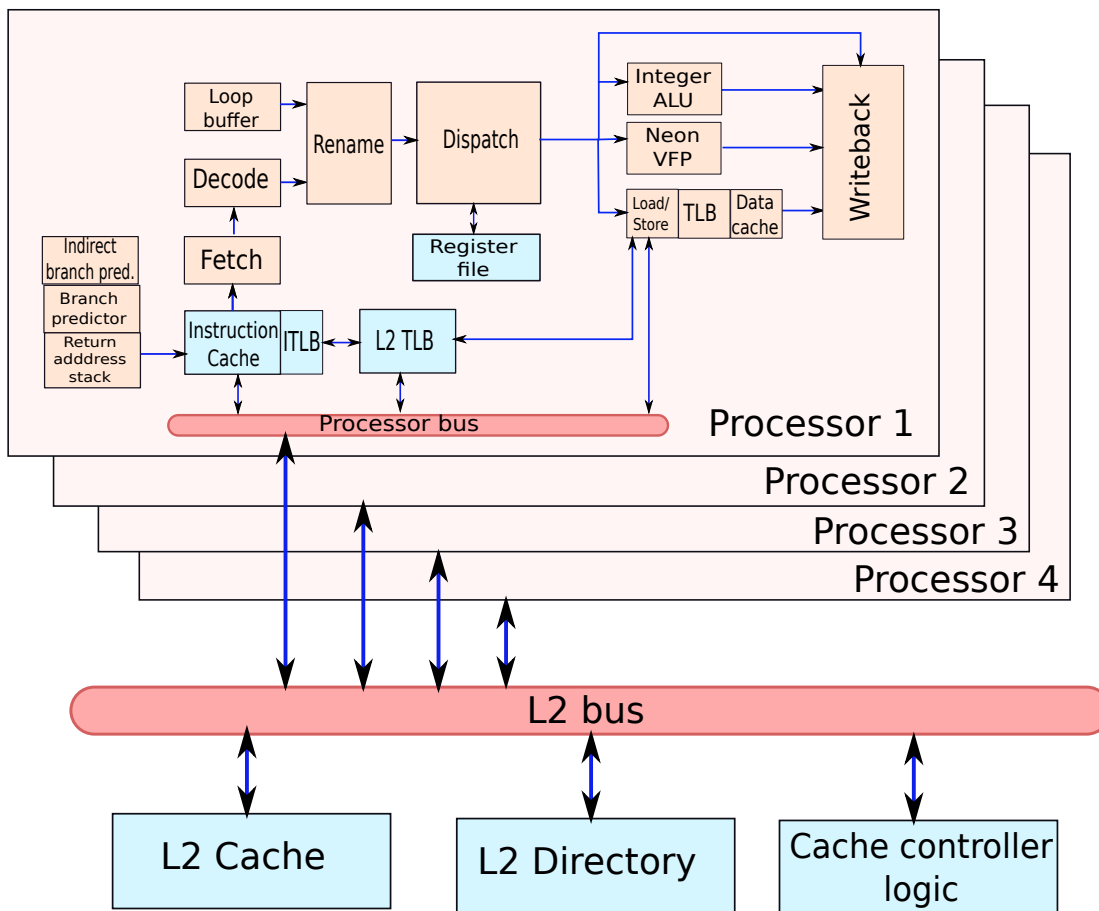 Loop
buffer
Rename
Dispatch
Integer
ALU
Neon
VFP
Writeback
Decode
Load/
Store
TLB
Data
cache
Register
file
Indirect
branch pred.
Fetch
Branch
predictor
Return
adddress
stack
Instruction
Cache
ITLB
L2 TLB
Processor bus
Processor 1
Processor 2
Processor 3
Processor 4
L2 bus
L2 Cache
L2 Directory
Cache controller
logic